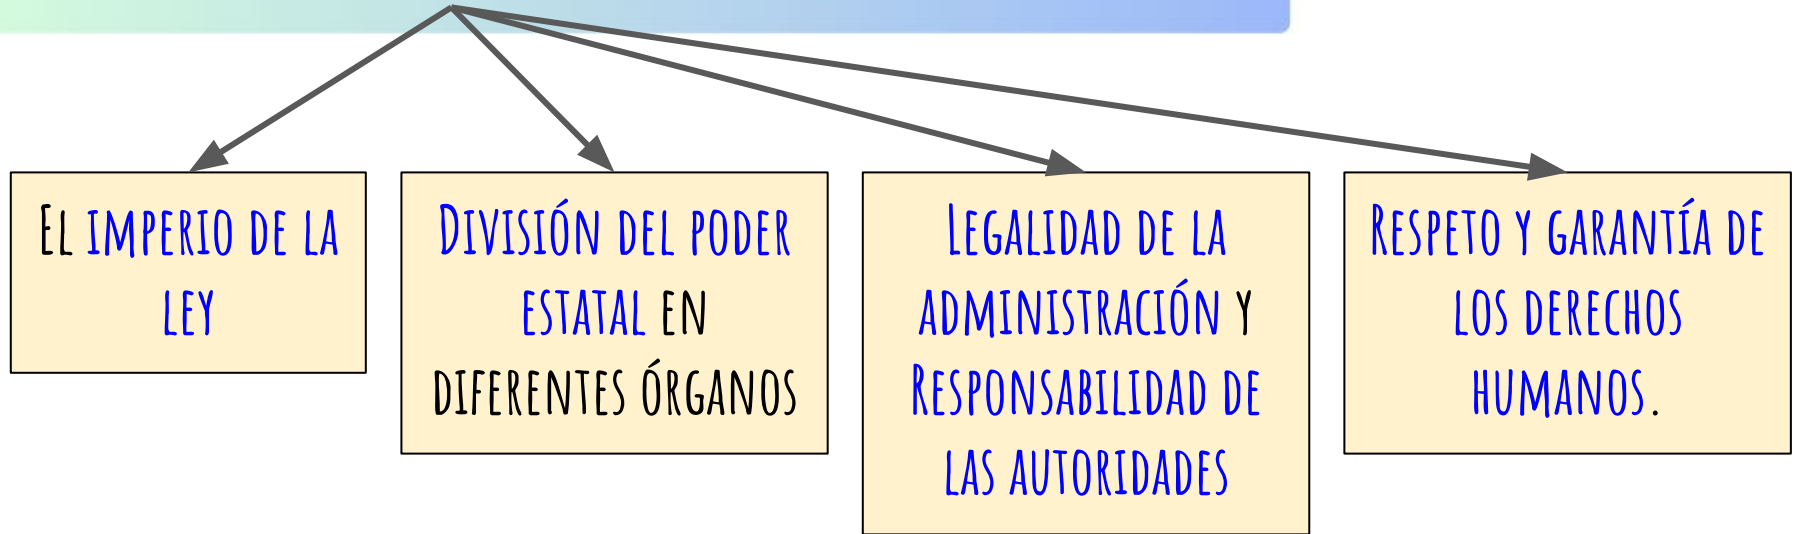 El imperio de la
ley
División del poder
estatal en
diferentes órganos
Legalidad de la
administración y
Responsabilidad de
las autoridades
Respeto y garantía de
los derechos
humanos.